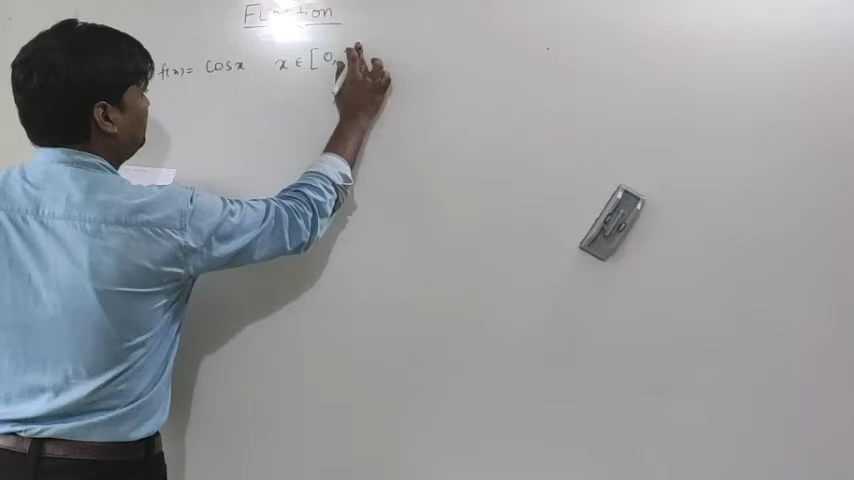 Function
f(x) = cosx x ∈ [0,